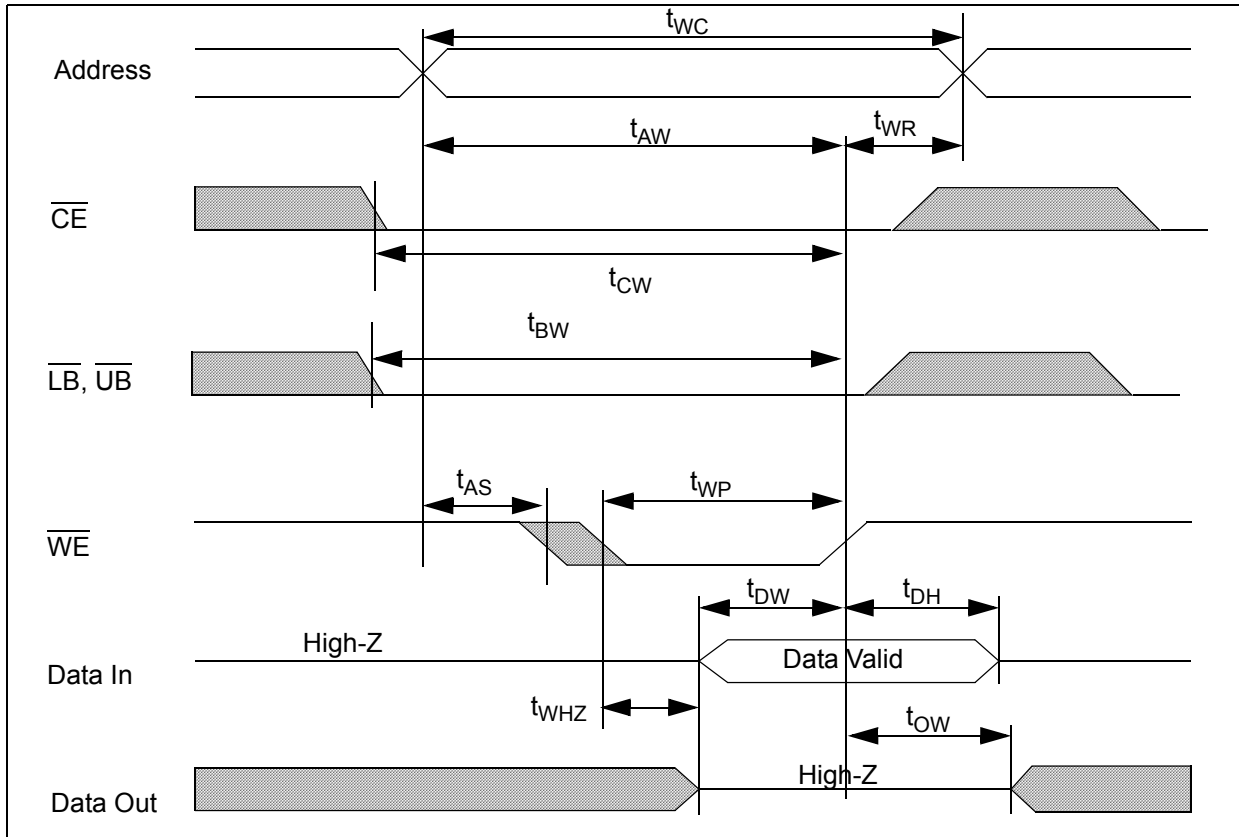 tWC
Address
tAW
tWR
CE
tCW
tBW
LB, UB
tAS
tWP
WE
tDW
tDH
High-Z
Data Valid
Data In
tWHZ
tOW
High-Z
Data Out